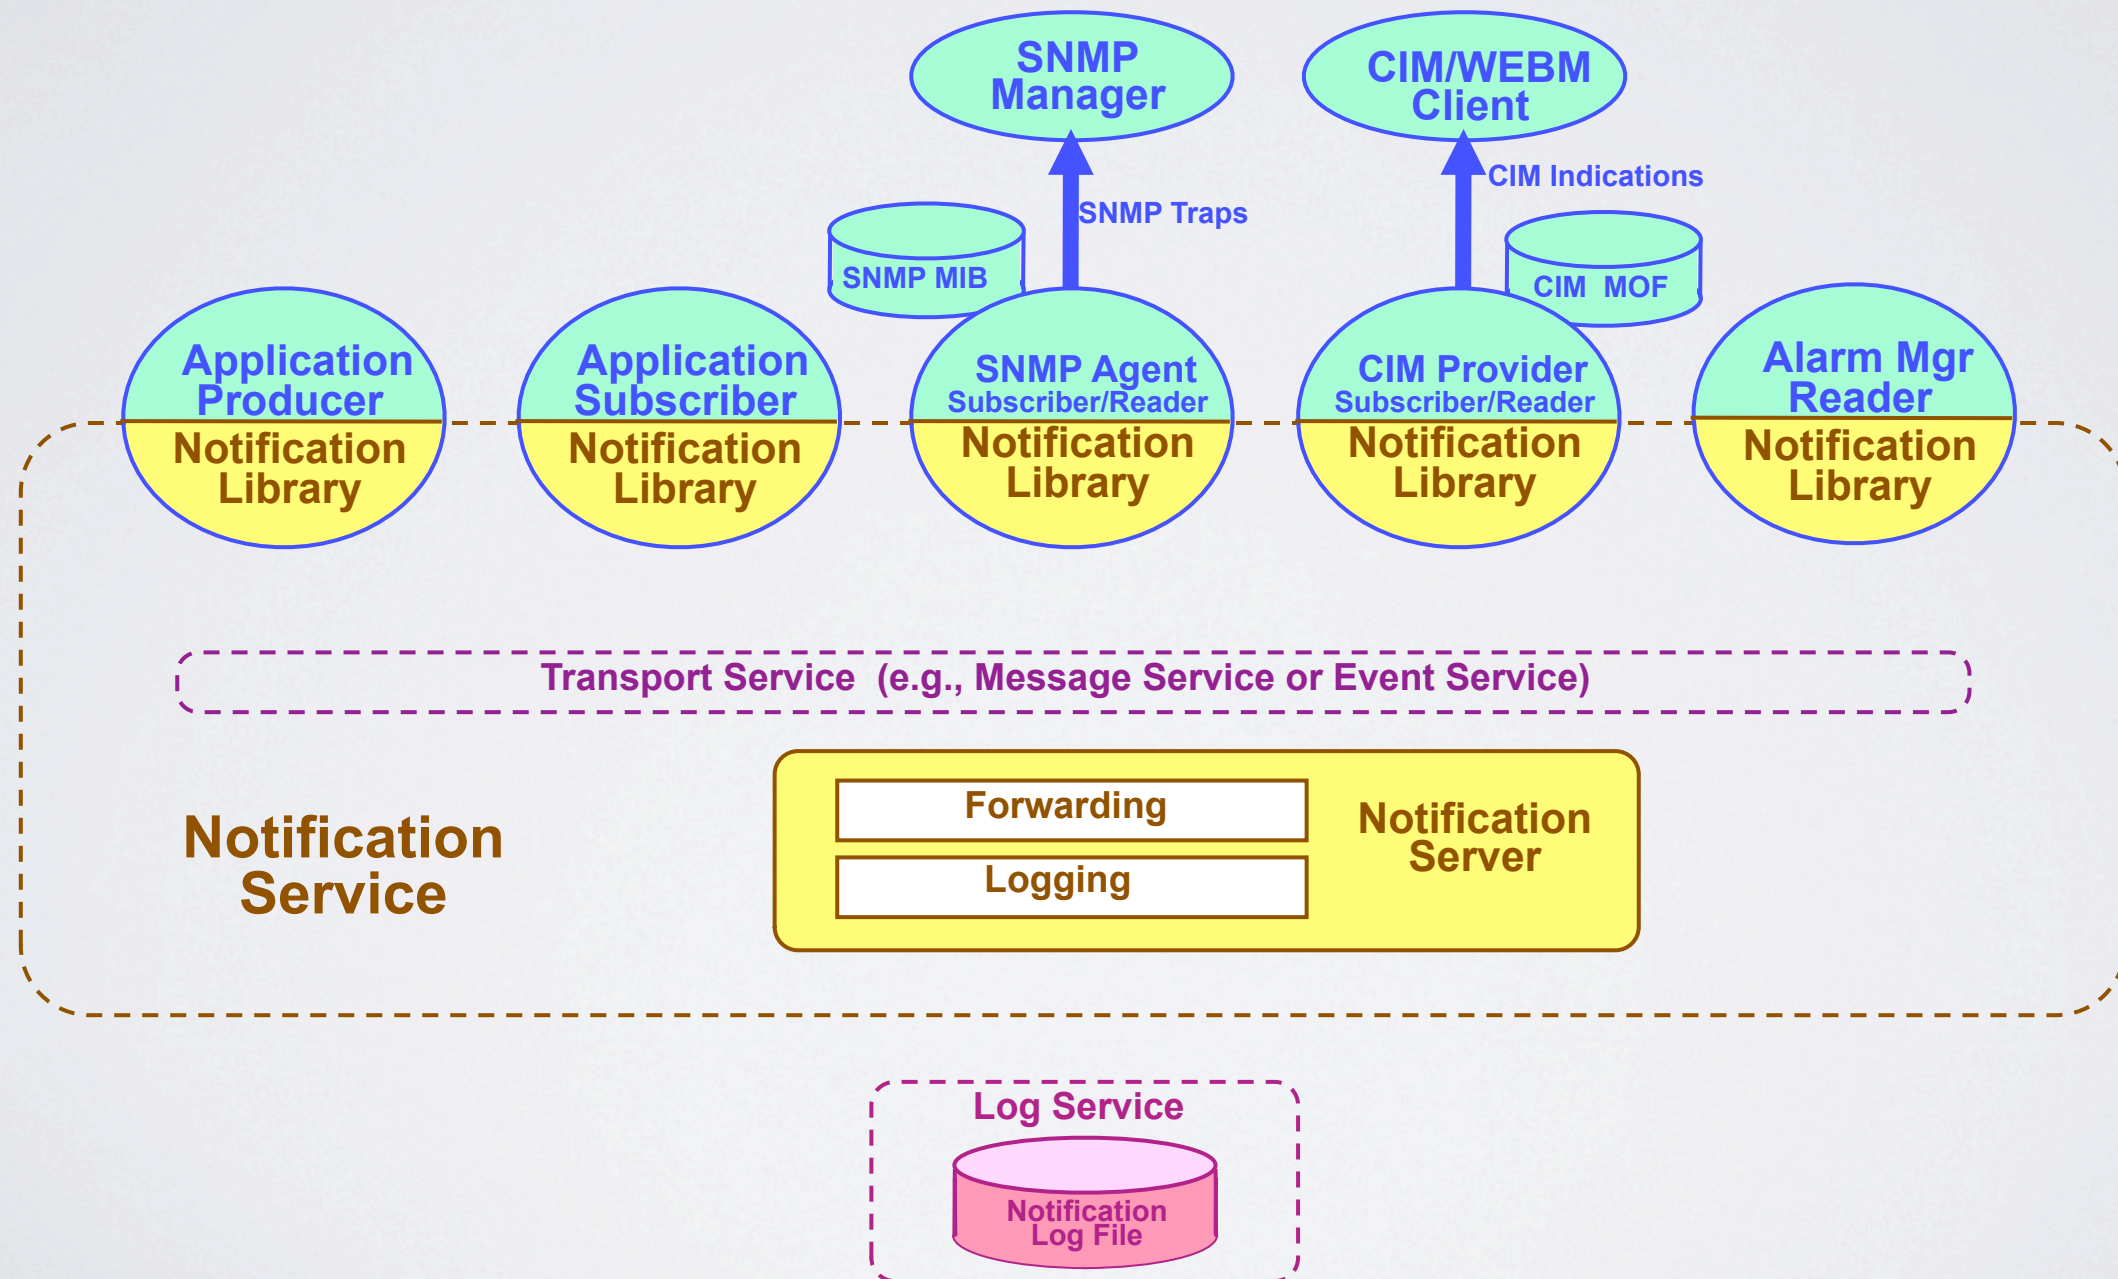 SNMP
Manager
CIM/WEBM
Client
CIM Indications
SNMP Traps
SNMP MIB
CIM  MOF
Application
Producer
Notification
Library
Application
Subscriber
Notification
Library
SNMP Agent
Subscriber/Reader
Notification
Library
CIM Provider
Subscriber/Reader
Notification
Library
Alarm Mgr
Reader
Notification
Library
Transport Service  (e.g., Message Service or Event Service)
Notification
Service
Forwarding
Logging
Notification
Server
Log Service
Notification
Log File